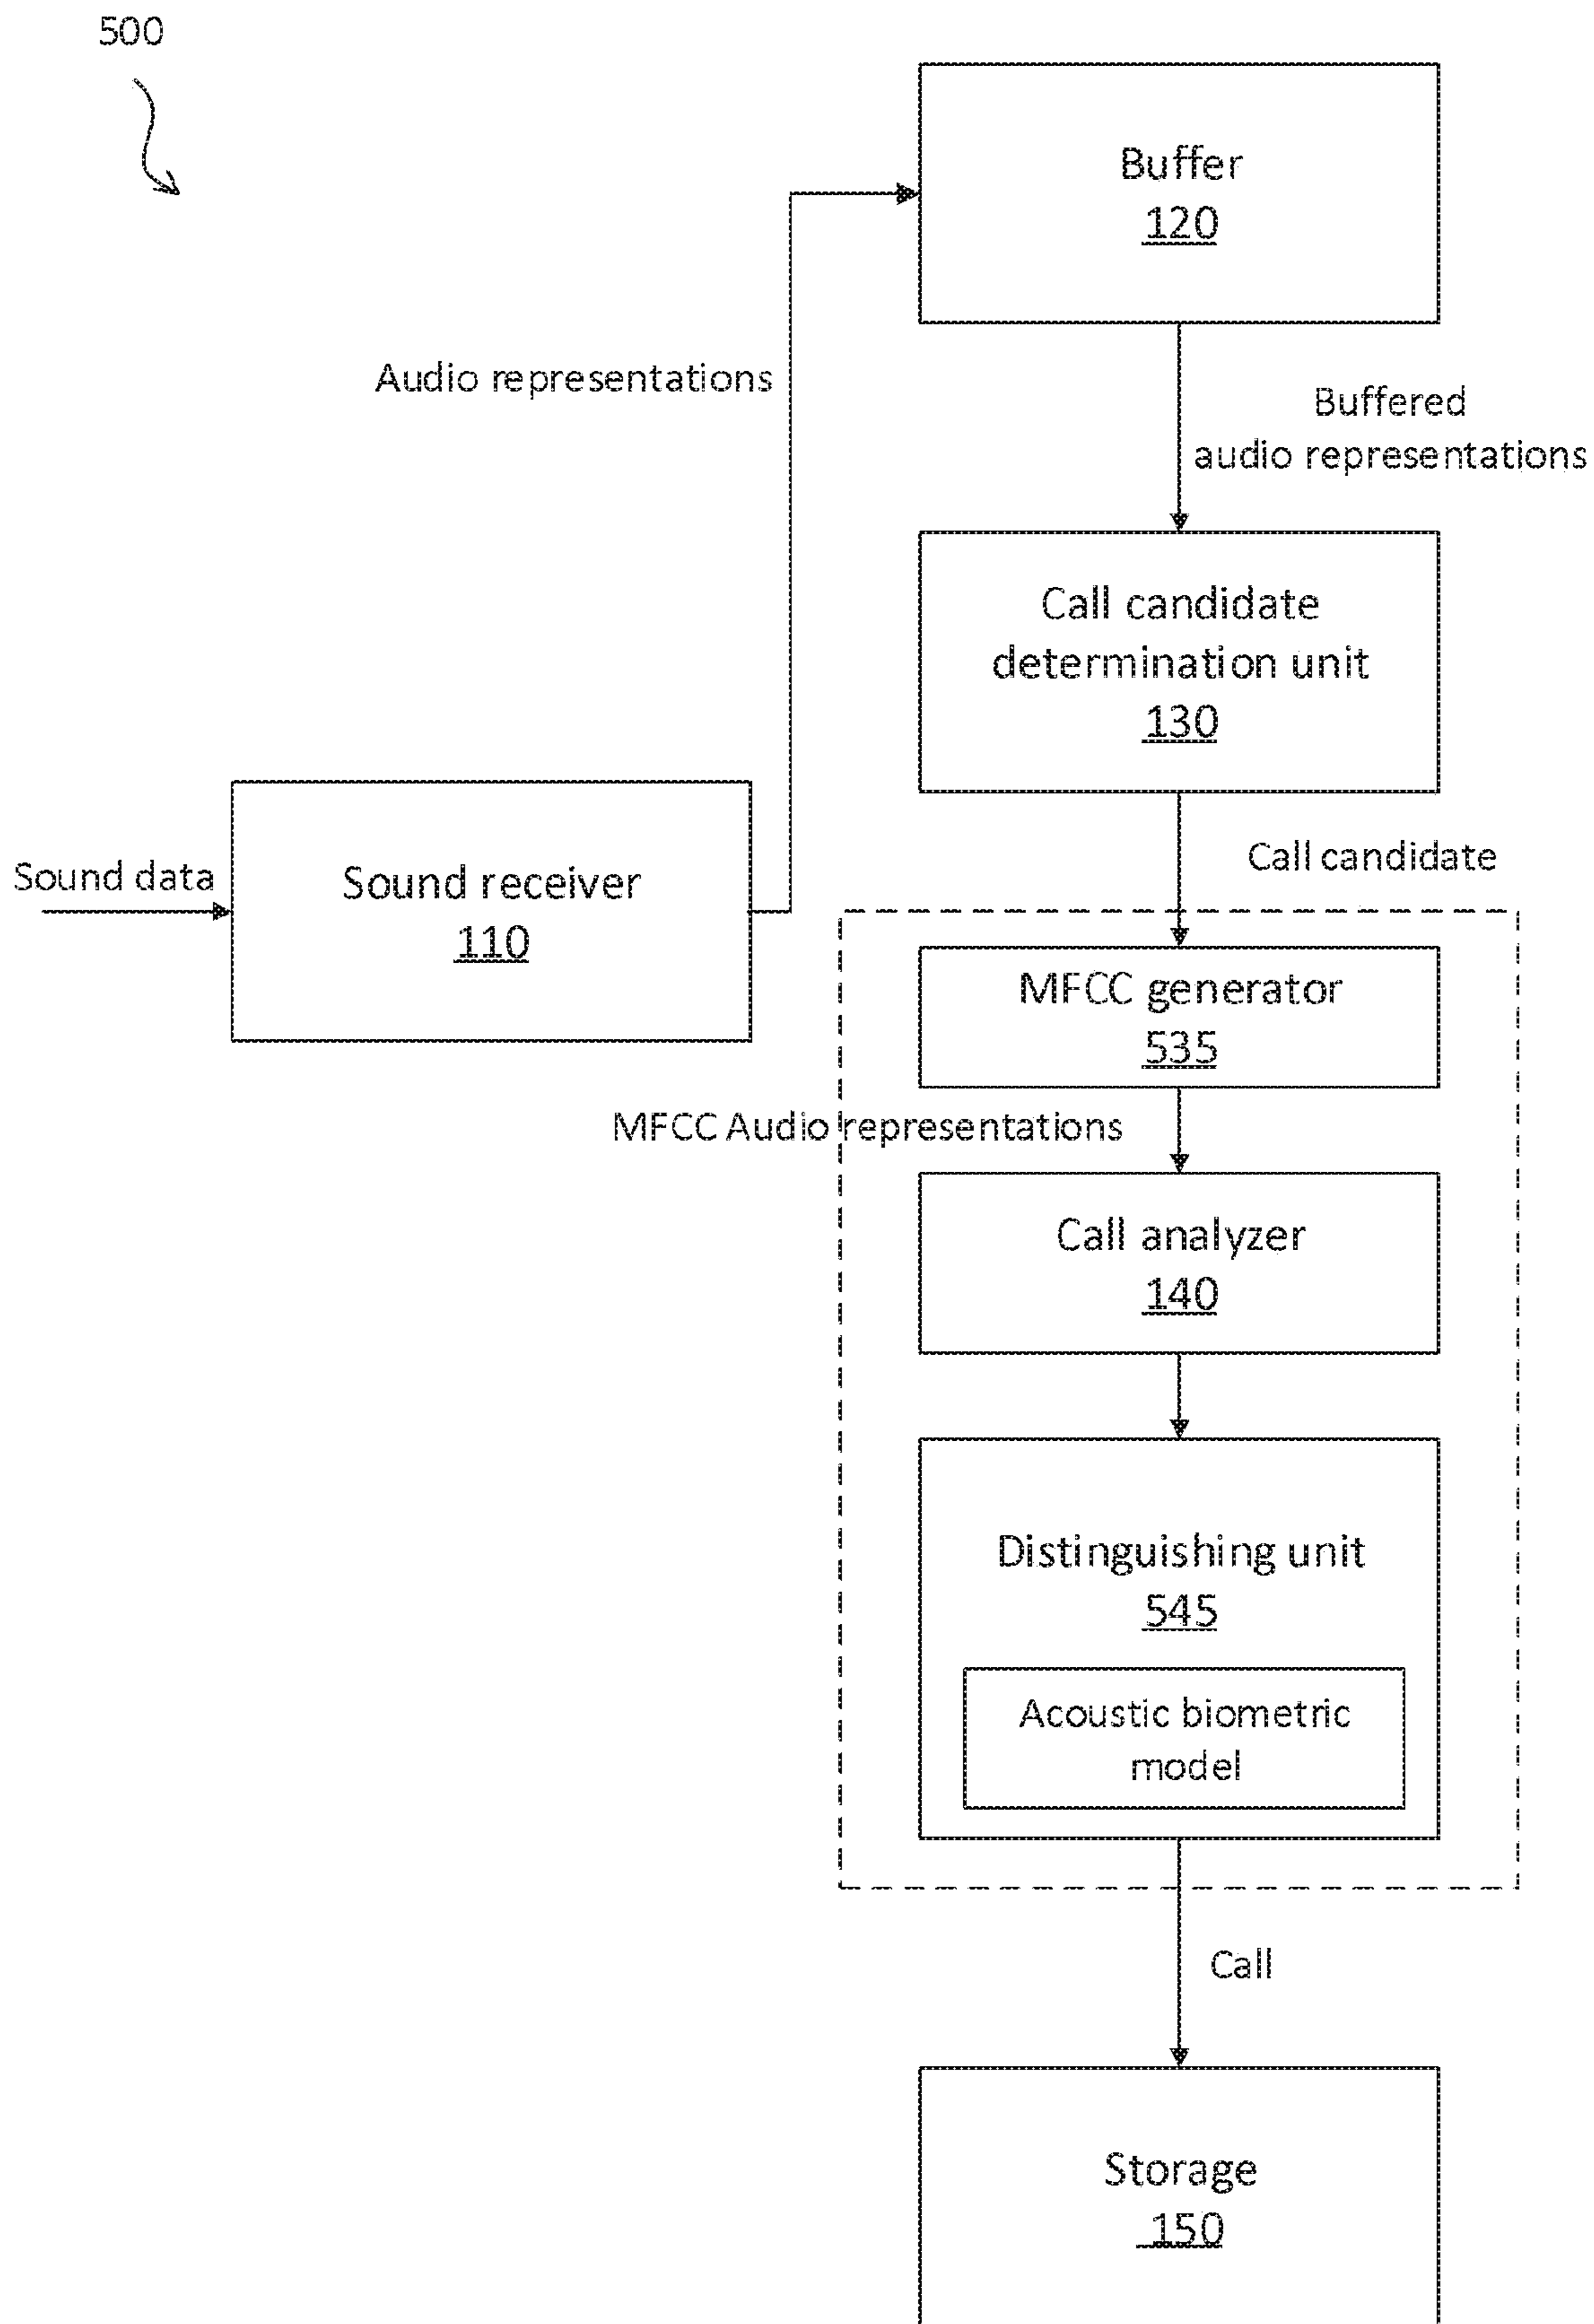 500
Buffer
120
Audio representations
Buffered
audio representations
Call candidate
determination unit
130
Call candidate
Sound data
Sound receiver
110
MFCC generator
535
MFCC Audio representations
Call analyzer
140
Distinguishing unit
545
Acoustic biometric
model
Call
Storage
150